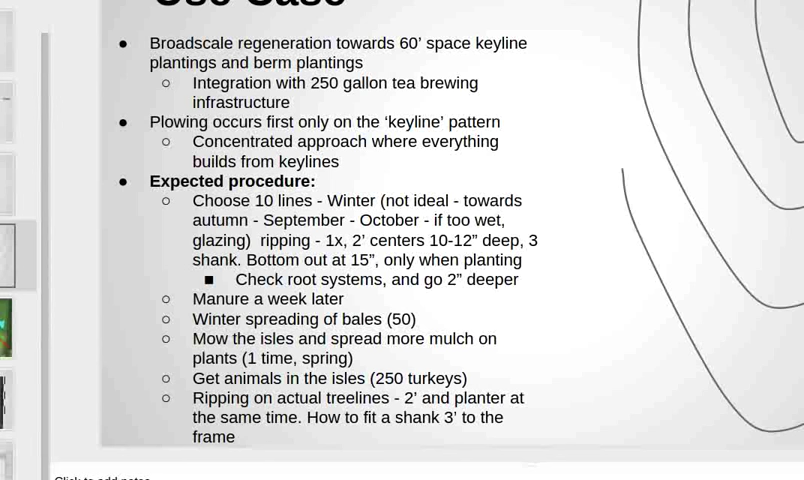 Use Case
● Broadscale regeneration towards 60’ space keyline
plantings and berm plantings
○ Integration with 250 gallon tea brewing
infrastructure
● Plowing occurs first only on the ‘keyline’ pattern
○ Concentrated approach where everything
builds from keylines
● Expected procedure:
○ Choose 10 lines - Winter (not ideal - towards
autumn - September - October - if too wet,
glazing)  ripping - 1x, 2’ centers 10-12” deep, 3
shank. Bottom out at 15”, only when planting
■ Check root systems, and go 2” deeper
○ Manure a week later
○ Winter spreading of bales (50)
○ Mow the isles and spread more mulch on
plants (1 time, spring)
○ Get animals in the isles (250 turkeys)
○ Ripping on actual treelines - 2’ and planter at
the same time. How to fit a shank 3’ to the
frame
Click to add notes